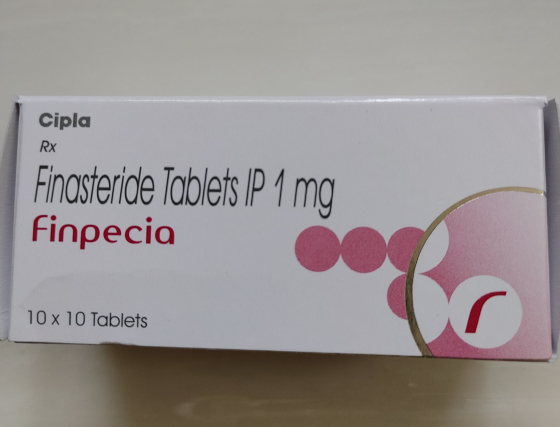 Cipla
Rx
Finasteride Tablets IP 1 mg
Finpecia
10 x 10 Tablets